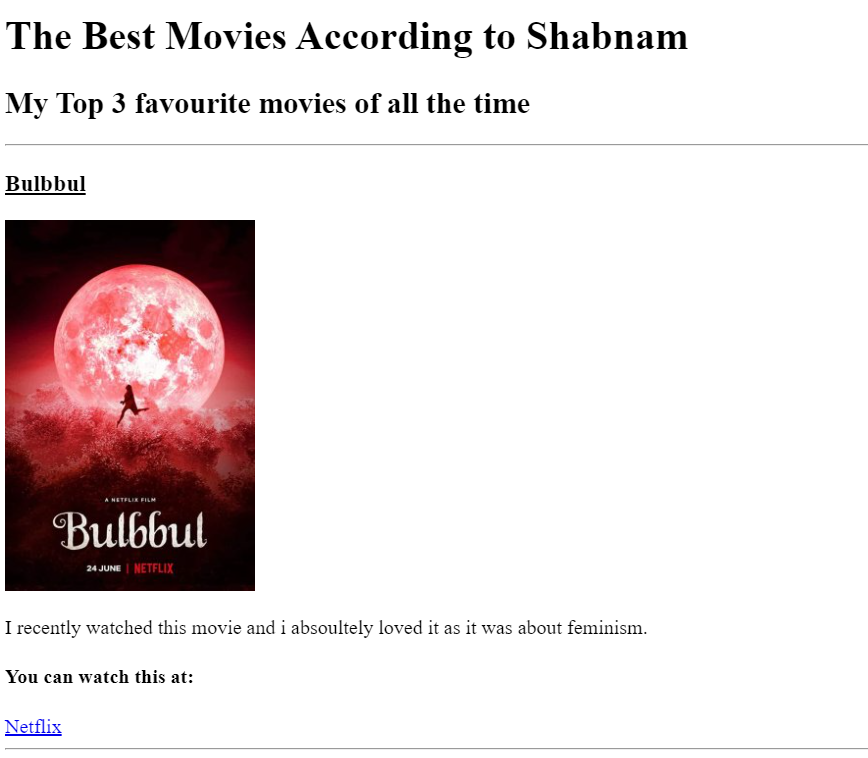 The Best Movies According to Shabnam
My Top 3 favourite movies of all the time
Bulbbul
A NETFLIX FILM
Bulbbul
24 JUNE | NETFLIX
I recently watched this movie and i absoultely loved it as it was about feminism.
You can watch this at:
Netflix